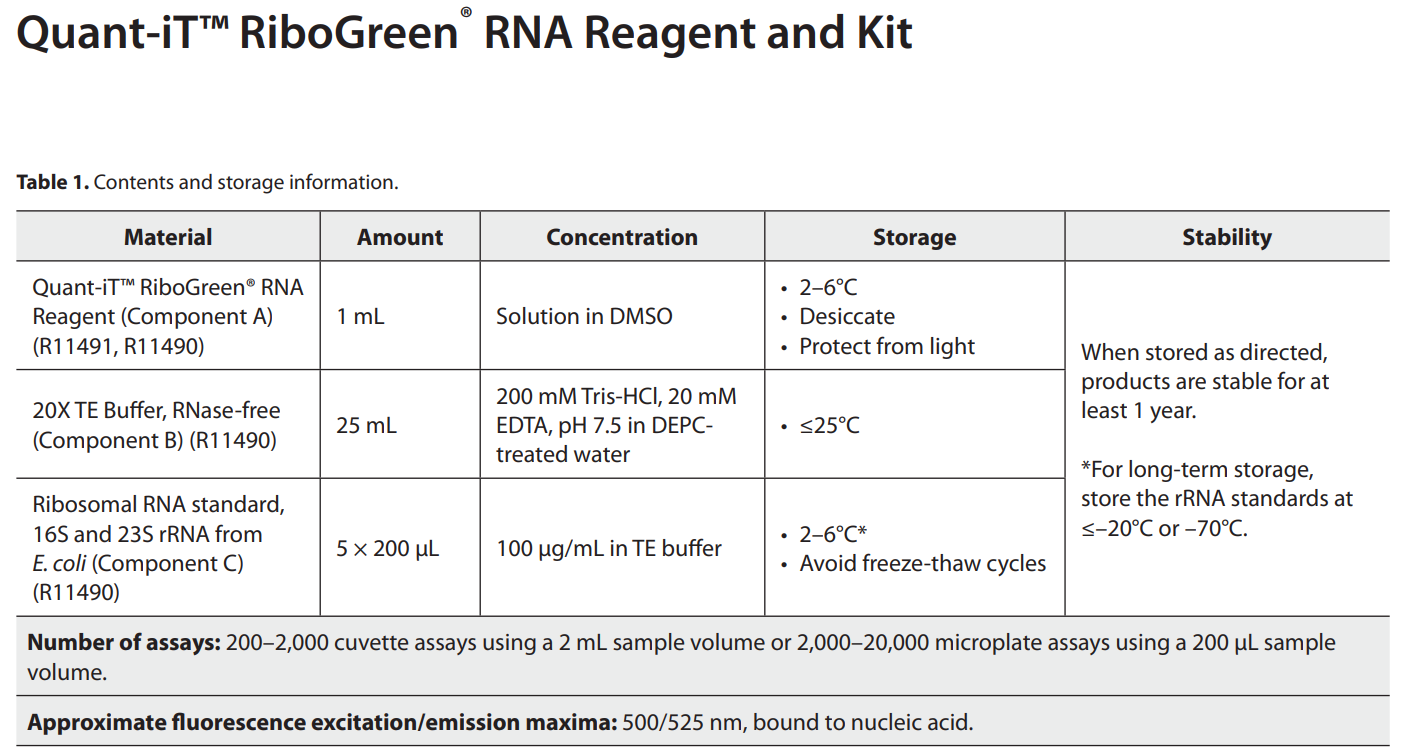 Quant-iT™ RiboGreen® RNA Reagent and Kit
Table 1. Contents and storage information.
Material
Amount
Concentration
Storage
Stability
Quant-iT™ RiboGreen® RNA
Reagent (Component A)
(R11491, R11490)
1 mL
Solution in DMSO
• 2–6°C
• Desiccate
• Protect from light
20X TE Buffer, RNase-free
(Component B) (R11490)
25 mL
200 mM Tris-HCl, 20 mM
EDTA, pH 7.5 in DEPC-
treated water
• ≤25°C
Ribosomal RNA standard,
16S and 23S rRNA from
E. coli (Component C)
(R11490)
5 × 200 µL
100 µg/mL in TE buffer
• 2–6°C*
• Avoid freeze-thaw cycles
When stored as directed,
products are stable for at
least 1 year.
*For long-term storage,
store the rRNA standards at
≤–20°C or –70°C.
Number of assays: 200–2,000 cuvette assays using a 2 mL sample volume or 2,000–20,000 microplate assays using a 200 µL sample
volume.
Approximate fluorescence excitation/emission maxima: 500/525 nm, bound to nucleic acid.